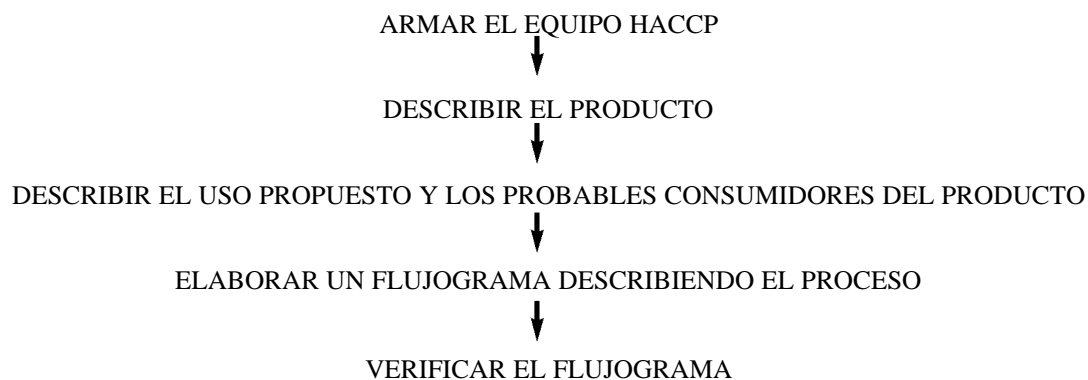 ARMAR EL EQUIPO HACCP
DESCRIBIR EL PRODUCTO
DESCRIBIR EL USO PROPUESTO Y LOS PROBABLES CONSUMIDORES DEL PRODUCTO
ELABORAR UN FLUJOGRAMA DESCRIBIENDO EL PROCESO
VERIFICAR EL FLUJOGRAMA